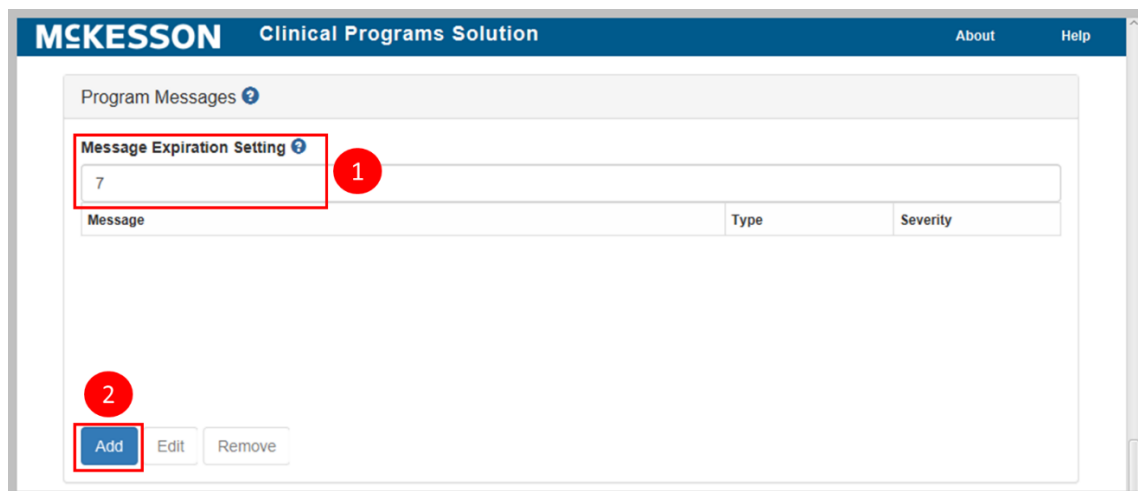 MCKESSON Clinical Programs Solution About Help
Program Messages ?
Message Expiration Setting ?
1
7
Message Type Severity
2
Add Edit Remove